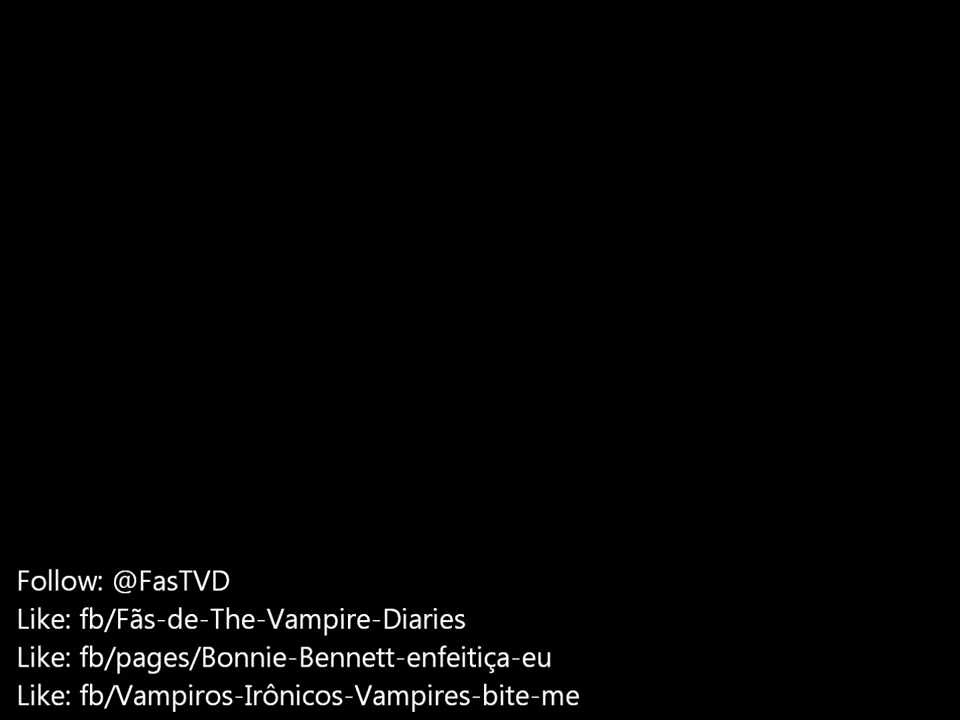 Follow: @FasTVD
Like: fb/Fãs-de-The-Vampire-Diaries
Like: fb/pages/Bonnie-Bennett-enfeitiça-eu
Like: fb/Vampiros-Irônicos-Vampires-bite-me